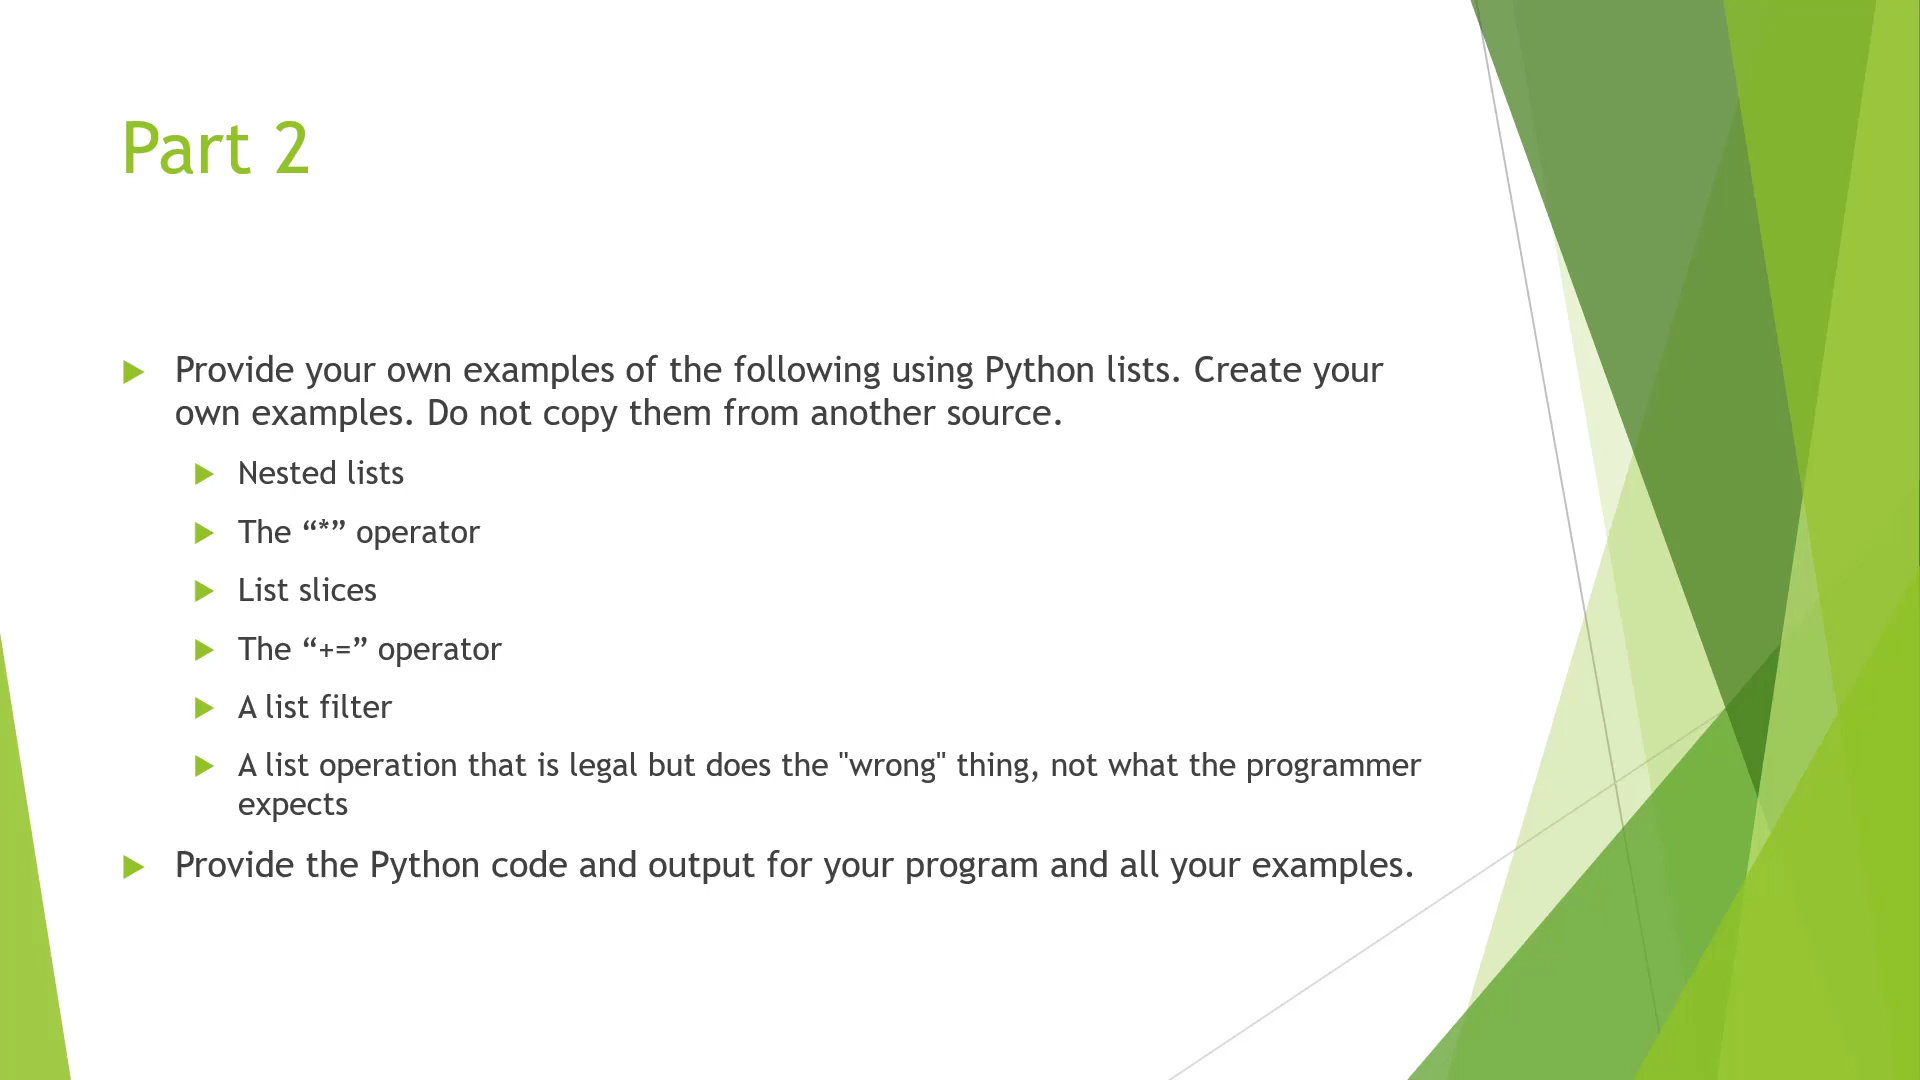 Part 2
Provide your own examples of the following using Python lists. Create your
own examples. Do not copy them from another source.
Nested lists
The “*” operator
List slices
The “+=” operator
A list filter
A list operation that is legal but does the "wrong" thing, not what the programmer
expects
Provide the Python code and output for your program and all your examples.